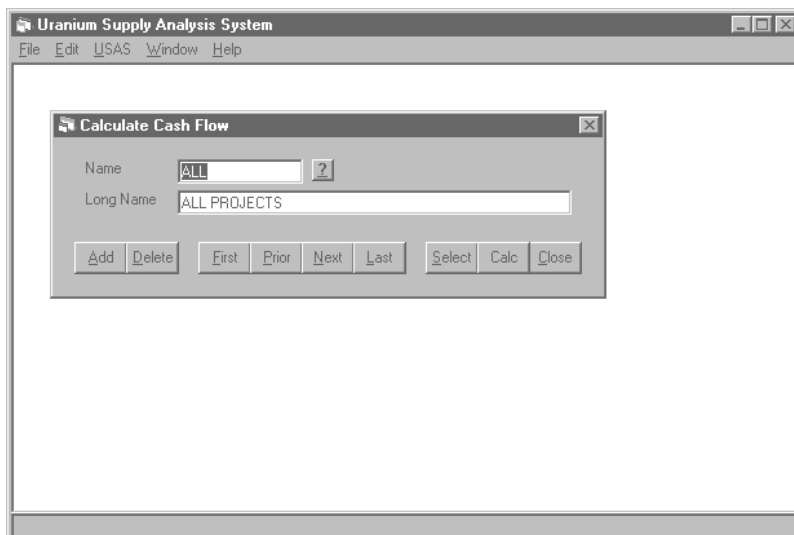 Uranium Supply Analysis System
File Edit USAS Window Help
Calculate Cash Flow
Name ALL ?
Long Name ALL PROJECTS
Add Delete First Prior Next Last Select Calc Close